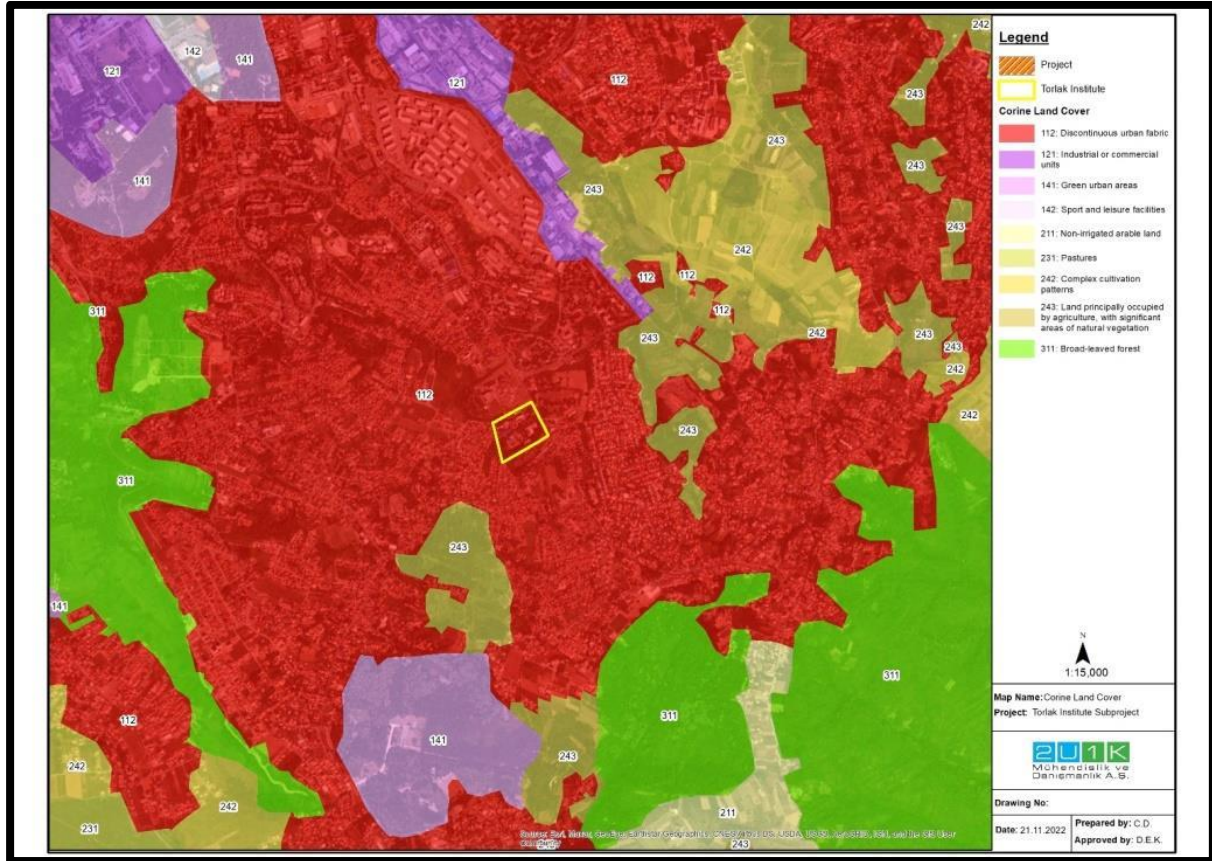 242
142
141
121
121
112
243
243
141
243
243
243
242
112
112
311
112
243
242
243
243
242
112
242
243
311
243
141
311
112
311
141
243
242
242
211
231
243
Legend
Project
Torlak Institute
Corine Land Cover
112: Discontinuous urban fabric
121: Industrial or commercial
units
141: Green urban areas
142: Sport and leisure facilities
211: Non-irrigated arable land
231: Pastures
242: Complex cultivation
patterns
243: Land principally occupied
by agriculture, with significant
areas of natural vegetation
311: Broad-leaved forest
N
1:15,000
Map Name: Corine Land Cover
Project: Torlak Institute Subproject
2U1K
Mühendislik ve
Danışmanlık A.Ş.
Drawing No:
Date: 21.11.2022
Prepared by: C.D.
Approved by: D.E.K.